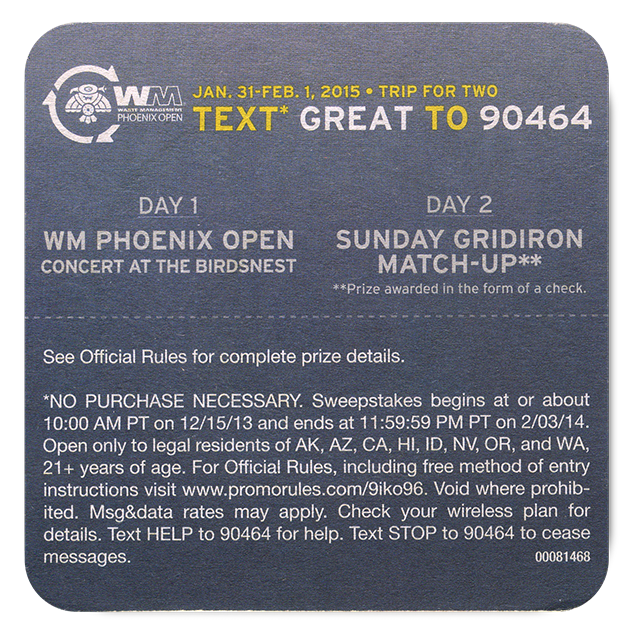 WM
WASTE MANAGEMENT
PHOENIX OPEN
JAN. 31-FEB. 1, 2015 • TRIP FOR TWO
TEXT* GREAT TO 90464
DAY 1
WM PHOENIX OPEN
CONCERT AT THE BIRDSNEST
DAY 2
SUNDAY GRIDIRON
MATCH-UP**
**Prize awarded in the form of a check.
See Official Rules for complete prize details.
*NO PURCHASE NECESSARY. Sweepstakes begins at or about
10:00 AM PT on 12/15/13 and ends at 11:59:59 PM PT on 2/03/14.
Open only to legal residents of AK, AZ, CA, HI, ID, NV, OR, and WA,
21+ years of age. For Official Rules, including free method of entry
instructions visit www.promorules.com/9iko96. Void where prohib-
ited. Msg&data rates may apply. Check your wireless plan for
details. Text HELP to 90464 for help. Text STOP to 90464 to cease
messages.
00081468